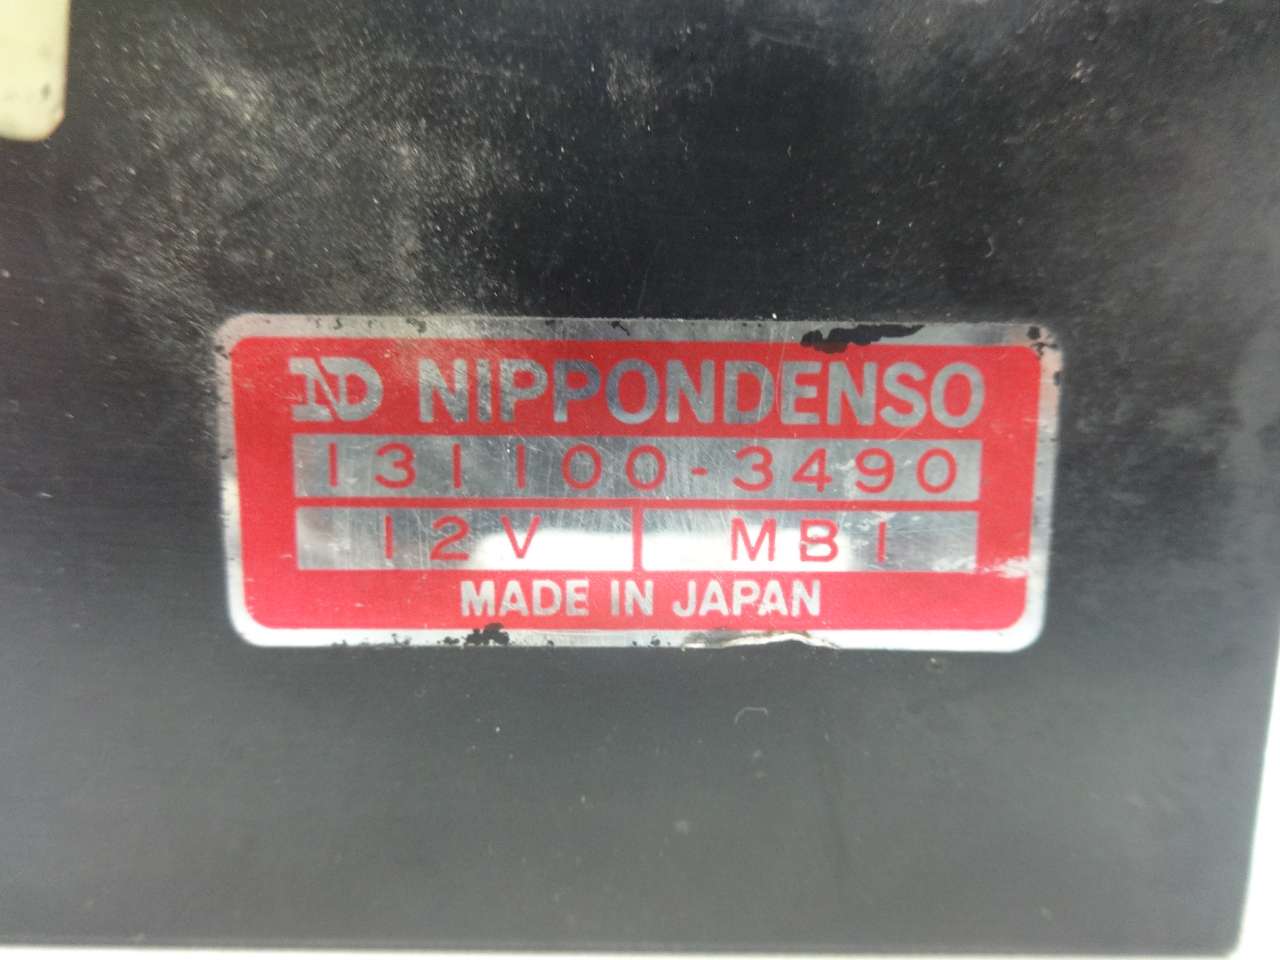 ND NIPPONDENSO
131100-3490
12V MB1
MADE IN JAPAN